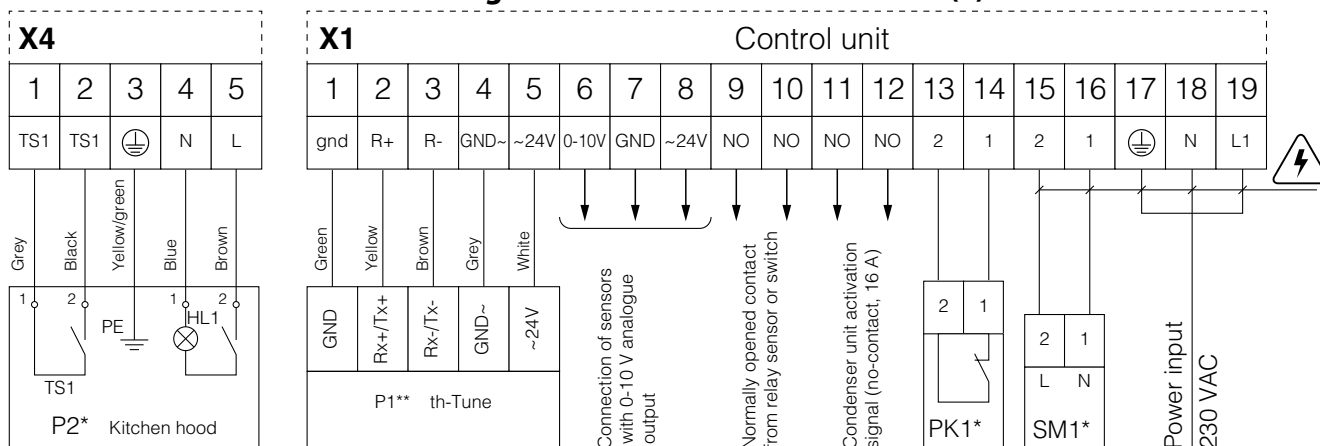 X4
X1 Control unit
1 2 3 4 5
1 2 3 4 5 6 7 8 9 10 11 12 13 14 15 16 17 18 19
TS1 TS1 N L
gnd R+ R- GND~ ~24V 0-10V GND ~24V NO NO NO NO 2 1 2 1 N L1
Grey
Black
Yellow/green
Blue
Brown
Green
Yellow
Brown
Grey
White
1 2 PE 1 2
HL1
TS1
P2* Kitchen hood
GND
Rx+/Tx+
Rx-/Tx-
GND~
~24V
P1** th-Tune
Connection of sensors
with 0-10 V analogue
output
Normally opened contact
from relay sensor or switch
Condenser unit activation
signal (no-contact, 16 A)
2 1
PK1*
2 1
L N
SM1*
Power input
230 VAC